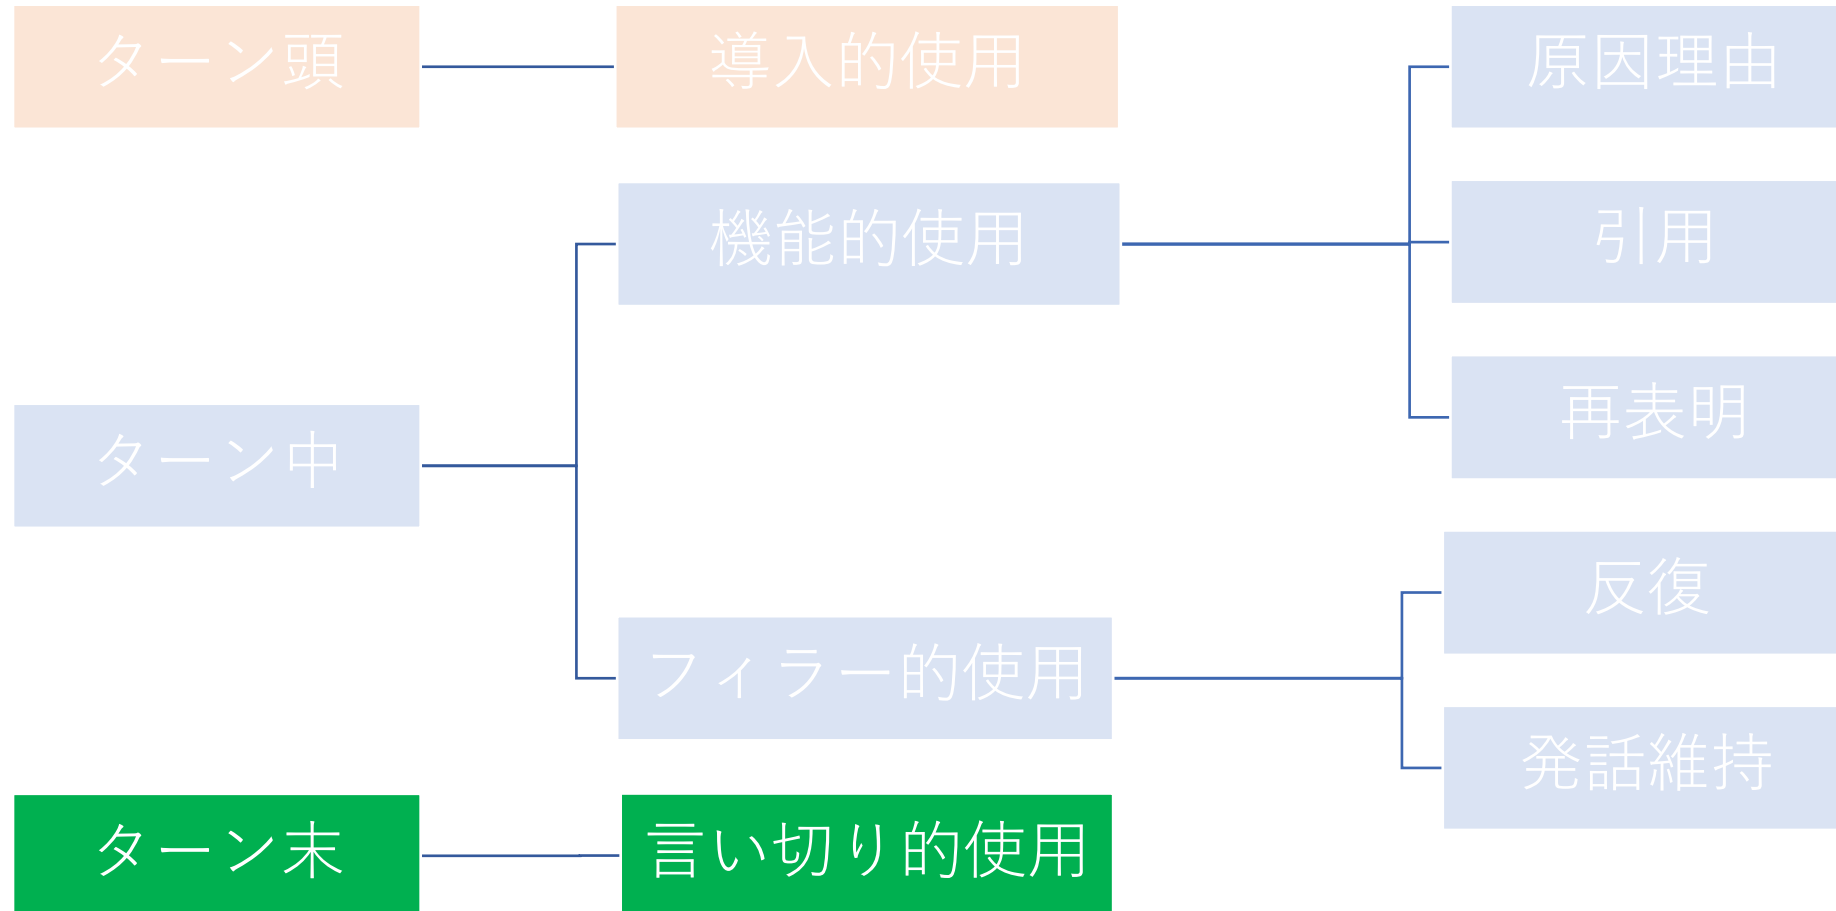 ターン頭
導入的使用
原因理由
機能的使用
引用
再表明
ターン中
反復
フィラー的使用
発話維持
ターン末
言い切り的使用